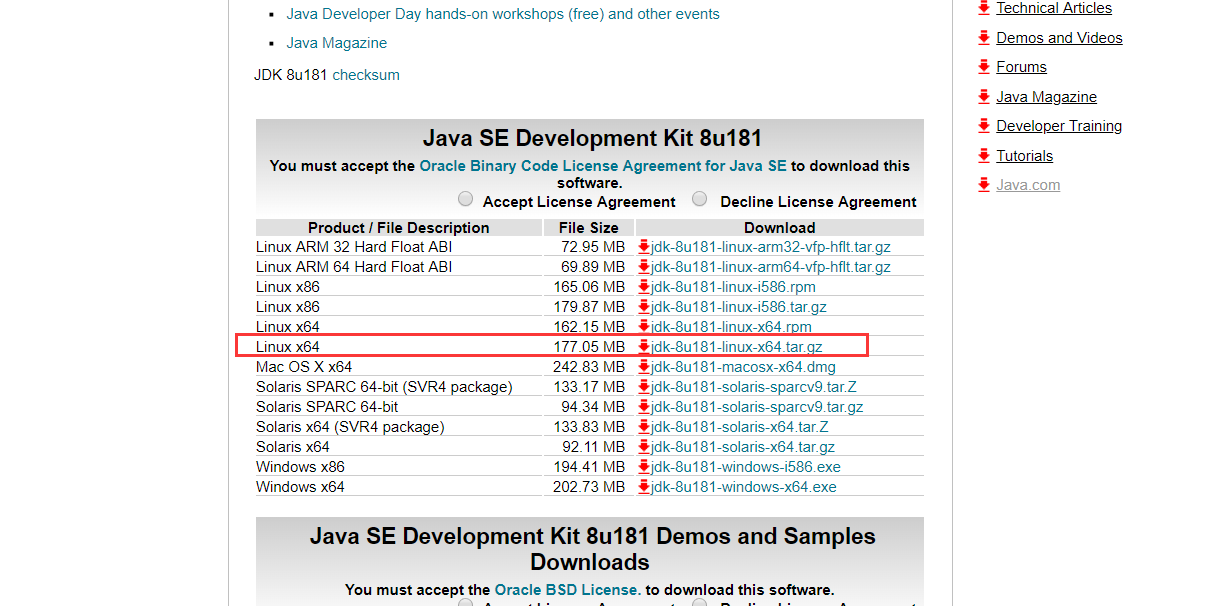 Java Developer Day hands-on workshops (free) and other events
Java Magazine
JDK 8u181 checksum
Java SE Development Kit 8u181
You must accept the Oracle Binary Code License Agreement for Java SE to download this
software.
Accept License Agreement Decline License Agreement
Product / File Description File Size Download
Linux ARM 32 Hard Float ABI 72.95 MB jdk-8u181-linux-arm32-vfp-hflt.tar.gz
Linux ARM 64 Hard Float ABI 69.89 MB jdk-8u181-linux-arm64-vfp-hflt.tar.gz
Linux x86 165.06 MB jdk-8u181-linux-i586.rpm
Linux x86 179.87 MB jdk-8u181-linux-i586.tar.gz
Linux x64 162.15 MB jdk-8u181-linux-x64.rpm
Linux x64 177.05 MB jdk-8u181-linux-x64.tar.gz
Mac OS X x64 242.83 MB jdk-8u181-macosx-x64.dmg
Solaris SPARC 64-bit (SVR4 package) 133.17 MB jdk-8u181-solaris-sparcv9.tar.Z
Solaris SPARC 64-bit 94.34 MB jdk-8u181-solaris-sparcv9.tar.gz
Solaris x64 (SVR4 package) 133.83 MB jdk-8u181-solaris-x64.tar.Z
Solaris x64 92.11 MB jdk-8u181-solaris-x64.tar.gz
Windows x86 194.41 MB jdk-8u181-windows-i586.exe
Windows x64 202.73 MB jdk-8u181-windows-x64.exe
Java SE Development Kit 8u181 Demos and Samples
Downloads
You must accept the Oracle BSD License. to download this software.
Accept License Agreement Decline License Agreement
Technical Articles
Demos and Videos
Forums
Java Magazine
Developer Training
Tutorials
Java.com